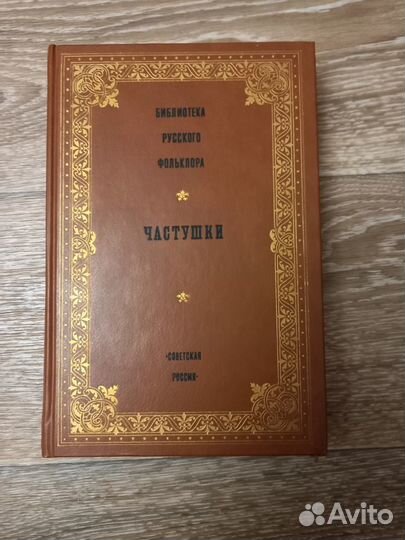 БИБЛИОТЕКА
РУССКОГО
ФОЛЬКЛОРА
ЧАСТУШКИ
«СОВЕТСКАЯ
РОССИЯ»
Avito